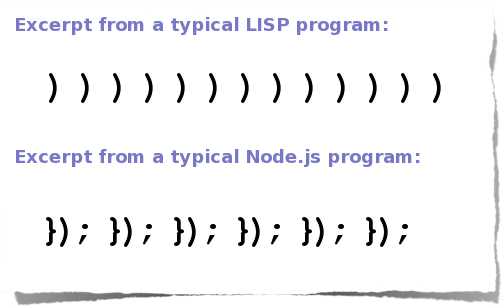 Excerpt from a typical LISP program:
) ) ) ) ) ) ) ) ) ) ) ) )
Excerpt from a typical Node.js program:
}); }); }); }); }); });